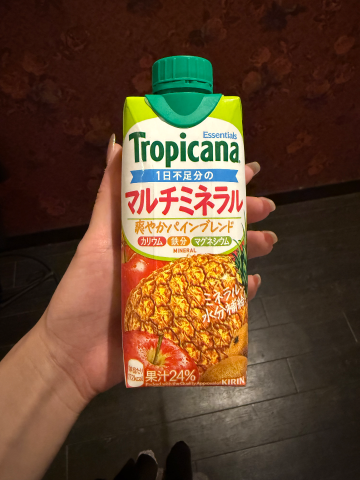 Essentials
Tropicana
1日不足分の
マルチミネラル
爽やかパインブレンド
カリウム 鉄分 マグネシウム
MINERAL
ミネラル
水分補給
果汁24%
KIRIN